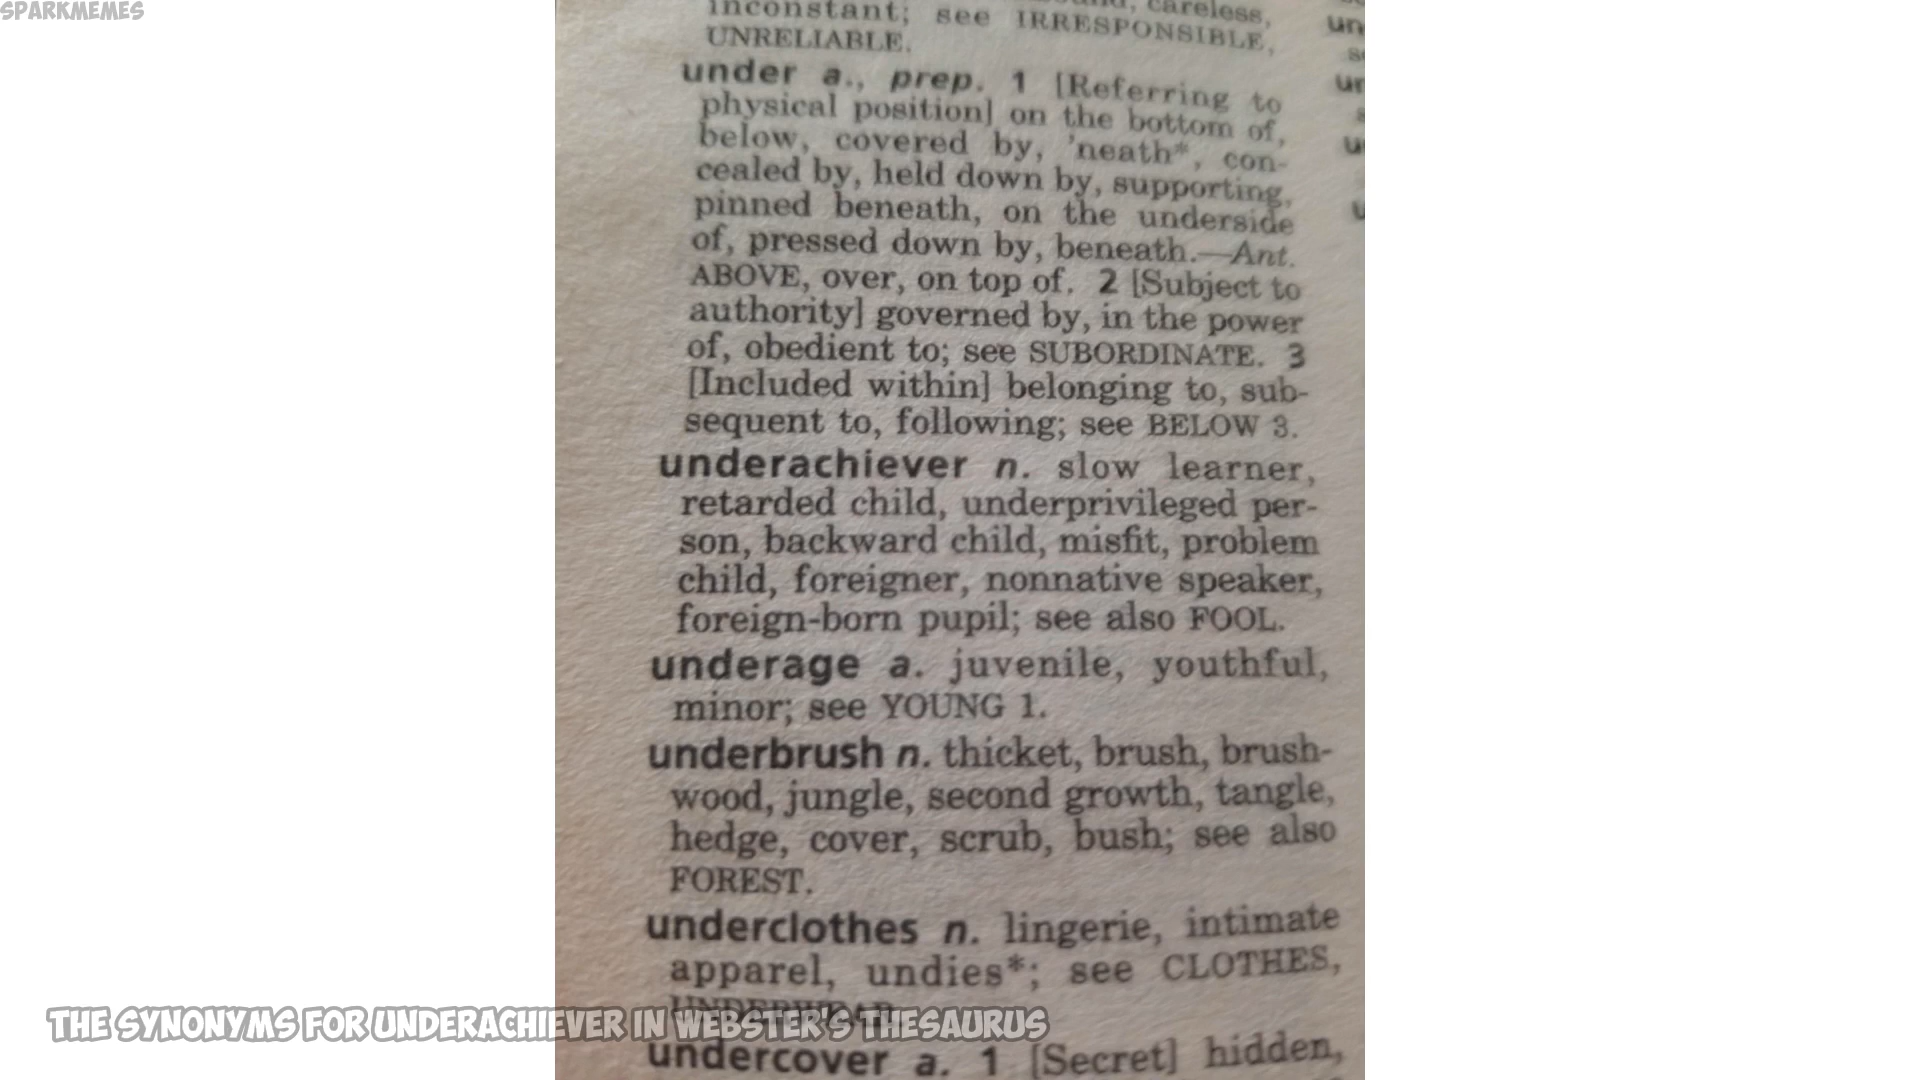 SPARKMEMES
careless,
inconstant; see IRRESPONSIBLE,
UNRELIABLE.
under a., prep. 1 [Referring to
physical position] on the bottom of,
below, covered by, 'neath*, con-
cealed by, held down by, supporting,
pinned beneath, on the underside
of, pressed down by, beneath.—Ant.
ABOVE, over, on top of. 2 [Subject to
authority] governed by, in the power
of, obedient to; see SUBORDINATE. 3
[Included within] belonging to, sub-
sequent to, following; see BELOW 3.
underachiever n. slow learner,
retarded child, underprivileged per-
son, backward child, misfit, problem
child, foreigner, nonnative speaker,
foreign-born pupil; see also FOOL.
underage a. juvenile, youthful,
minor; see YOUNG 1.
underbrush n. thicket, brush, brush-
wood, jungle, second growth, tangle,
hedge, cover, scrub, bush; see also
FOREST.
underclothes n. lingerie, intimate
apparel, undies*; see CLOTHES,
UNDERWEAR
THE SYNONYMS FOR UNDERACHIEVER IN WEBSTER'S THESAURUS
undercover a. 1 [Secret] hidden,